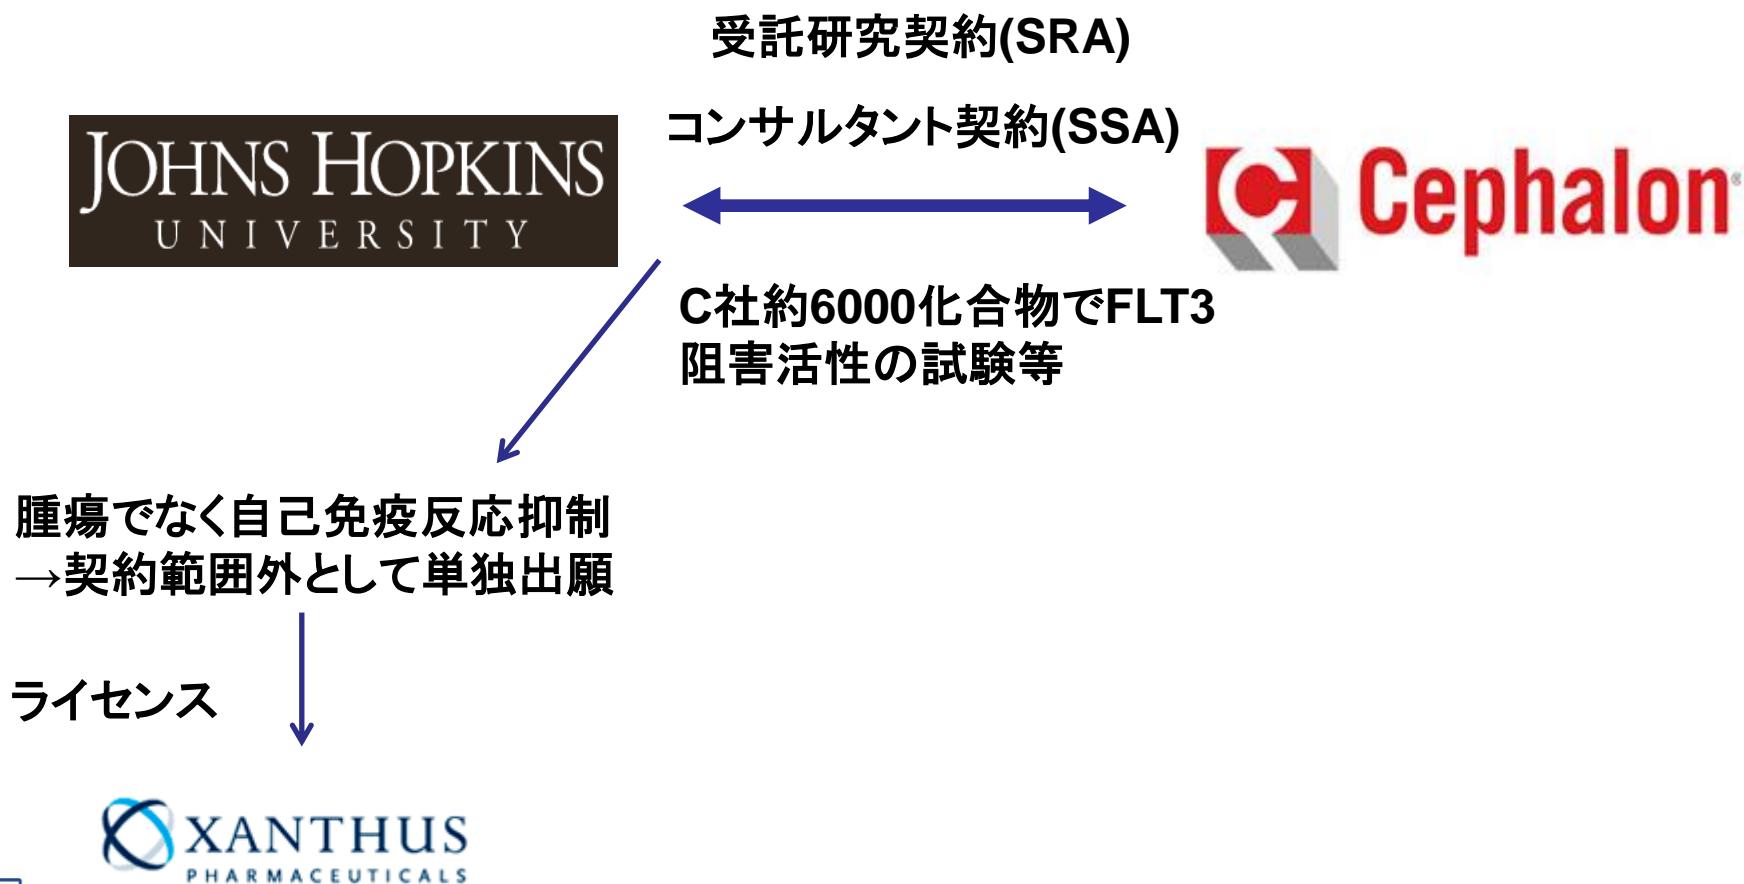 受託研究契約(SRA)
コンサルタント契約(SSA)
JOHNS HOPKINS
UNIVERSITY
Cephalon®
C社約6000化合物でFLT3
阻害活性の試験等
腫瘍でなく自己免疫反応抑制
→契約範囲外として単独出願
ライセンス
XANTHUS
PHARMACEUTICALS